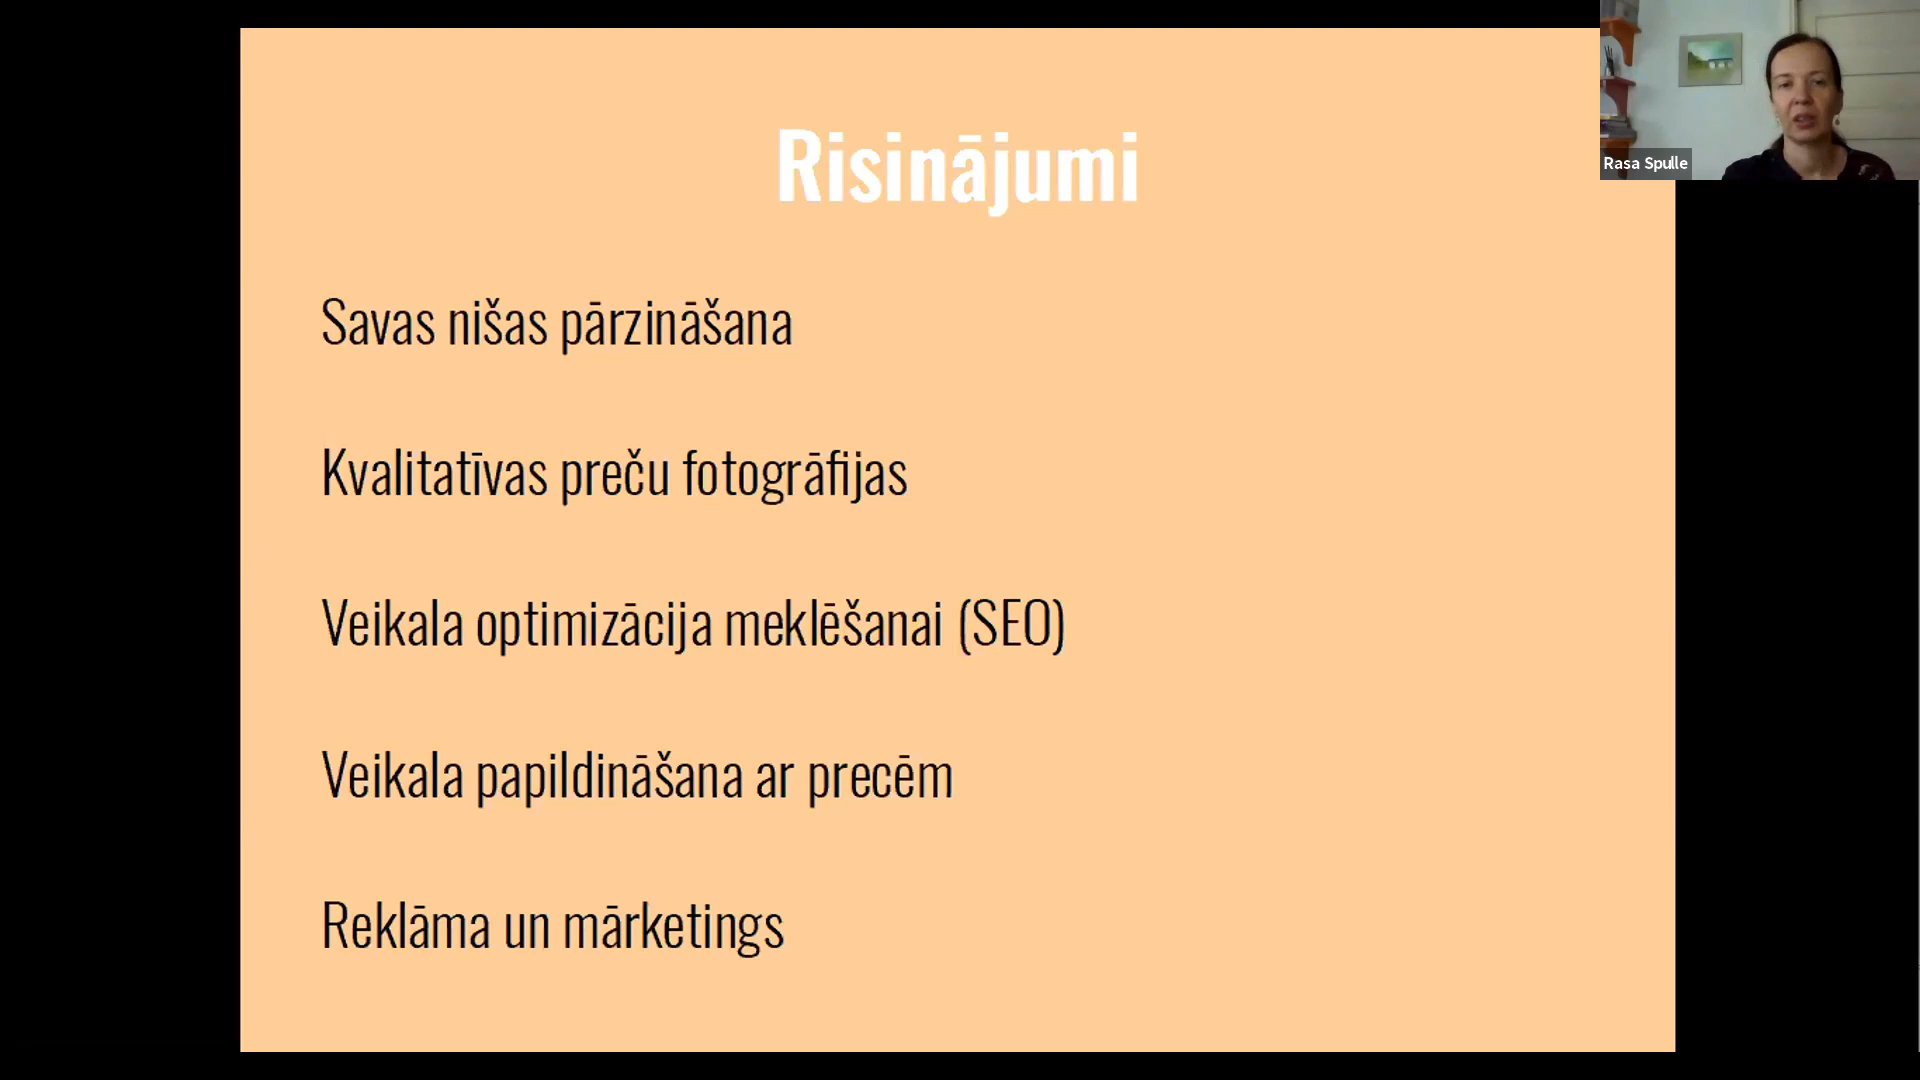 Risinājumi
Savas nišas pārzināšana
Kvalitatīvas preču fotogrāfijas
Veikala optimizācija meklēšanai (SEO)
Veikala papildināšana ar precēm
Reklāma un mārketings
Rasa Spulle